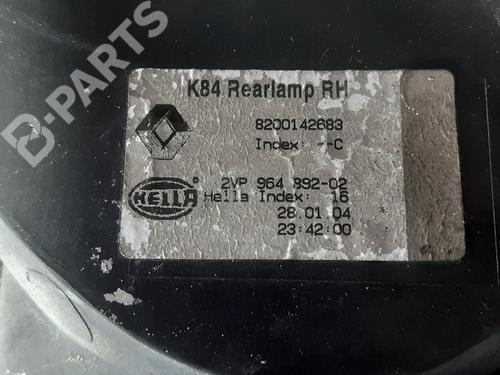 B-PARTS
K84 Rearlamp RH
8200142683
Index: --C
HELLA ®
2VP 964 892-02
Hella Index: 16
28.01.04
23:42:00